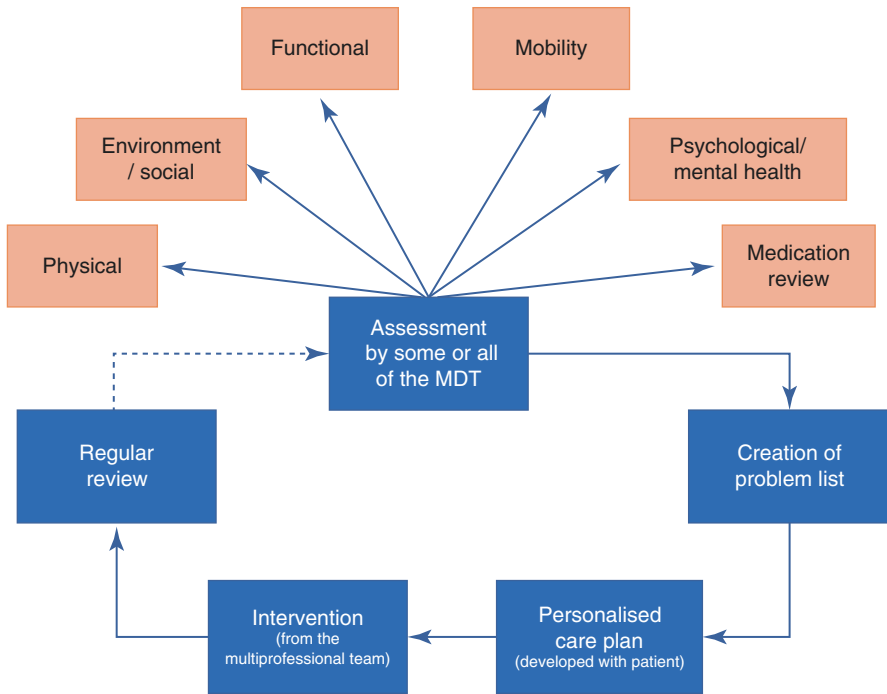 Functional
Mobility
Environment
/ social
Psychological/
mental health
Physical
Medication
review
Assessment
by some or all
of the MDT
Regular
review
Creation of
problem list
Intervention
(from the
multiprofessional team)
Personalised
care plan
(developed with patient)